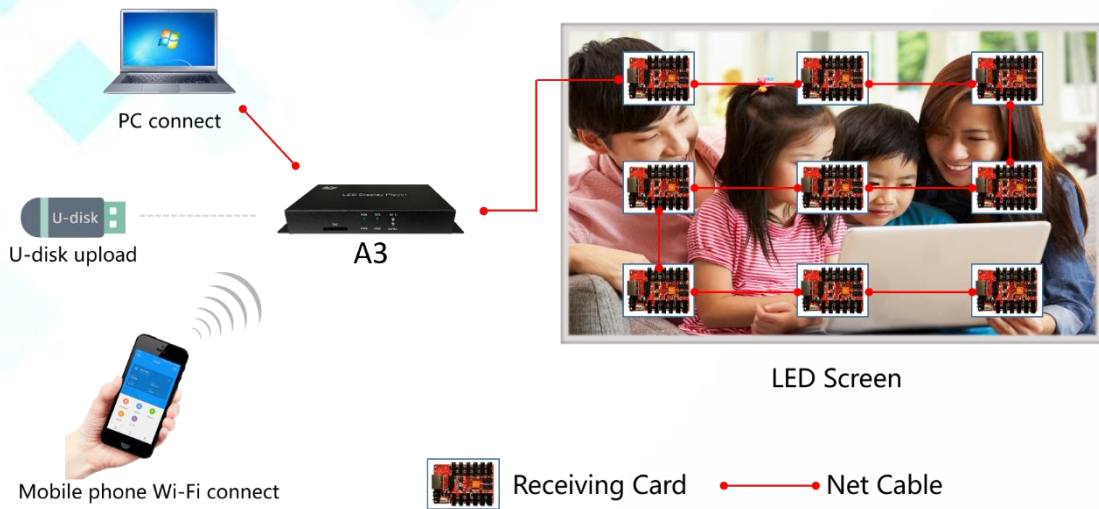 PC connect
U-disk
U-disk upload
LED Display Player
A3
Mobile phone Wi-Fi connect
LED Screen
Receiving Card
Net Cable